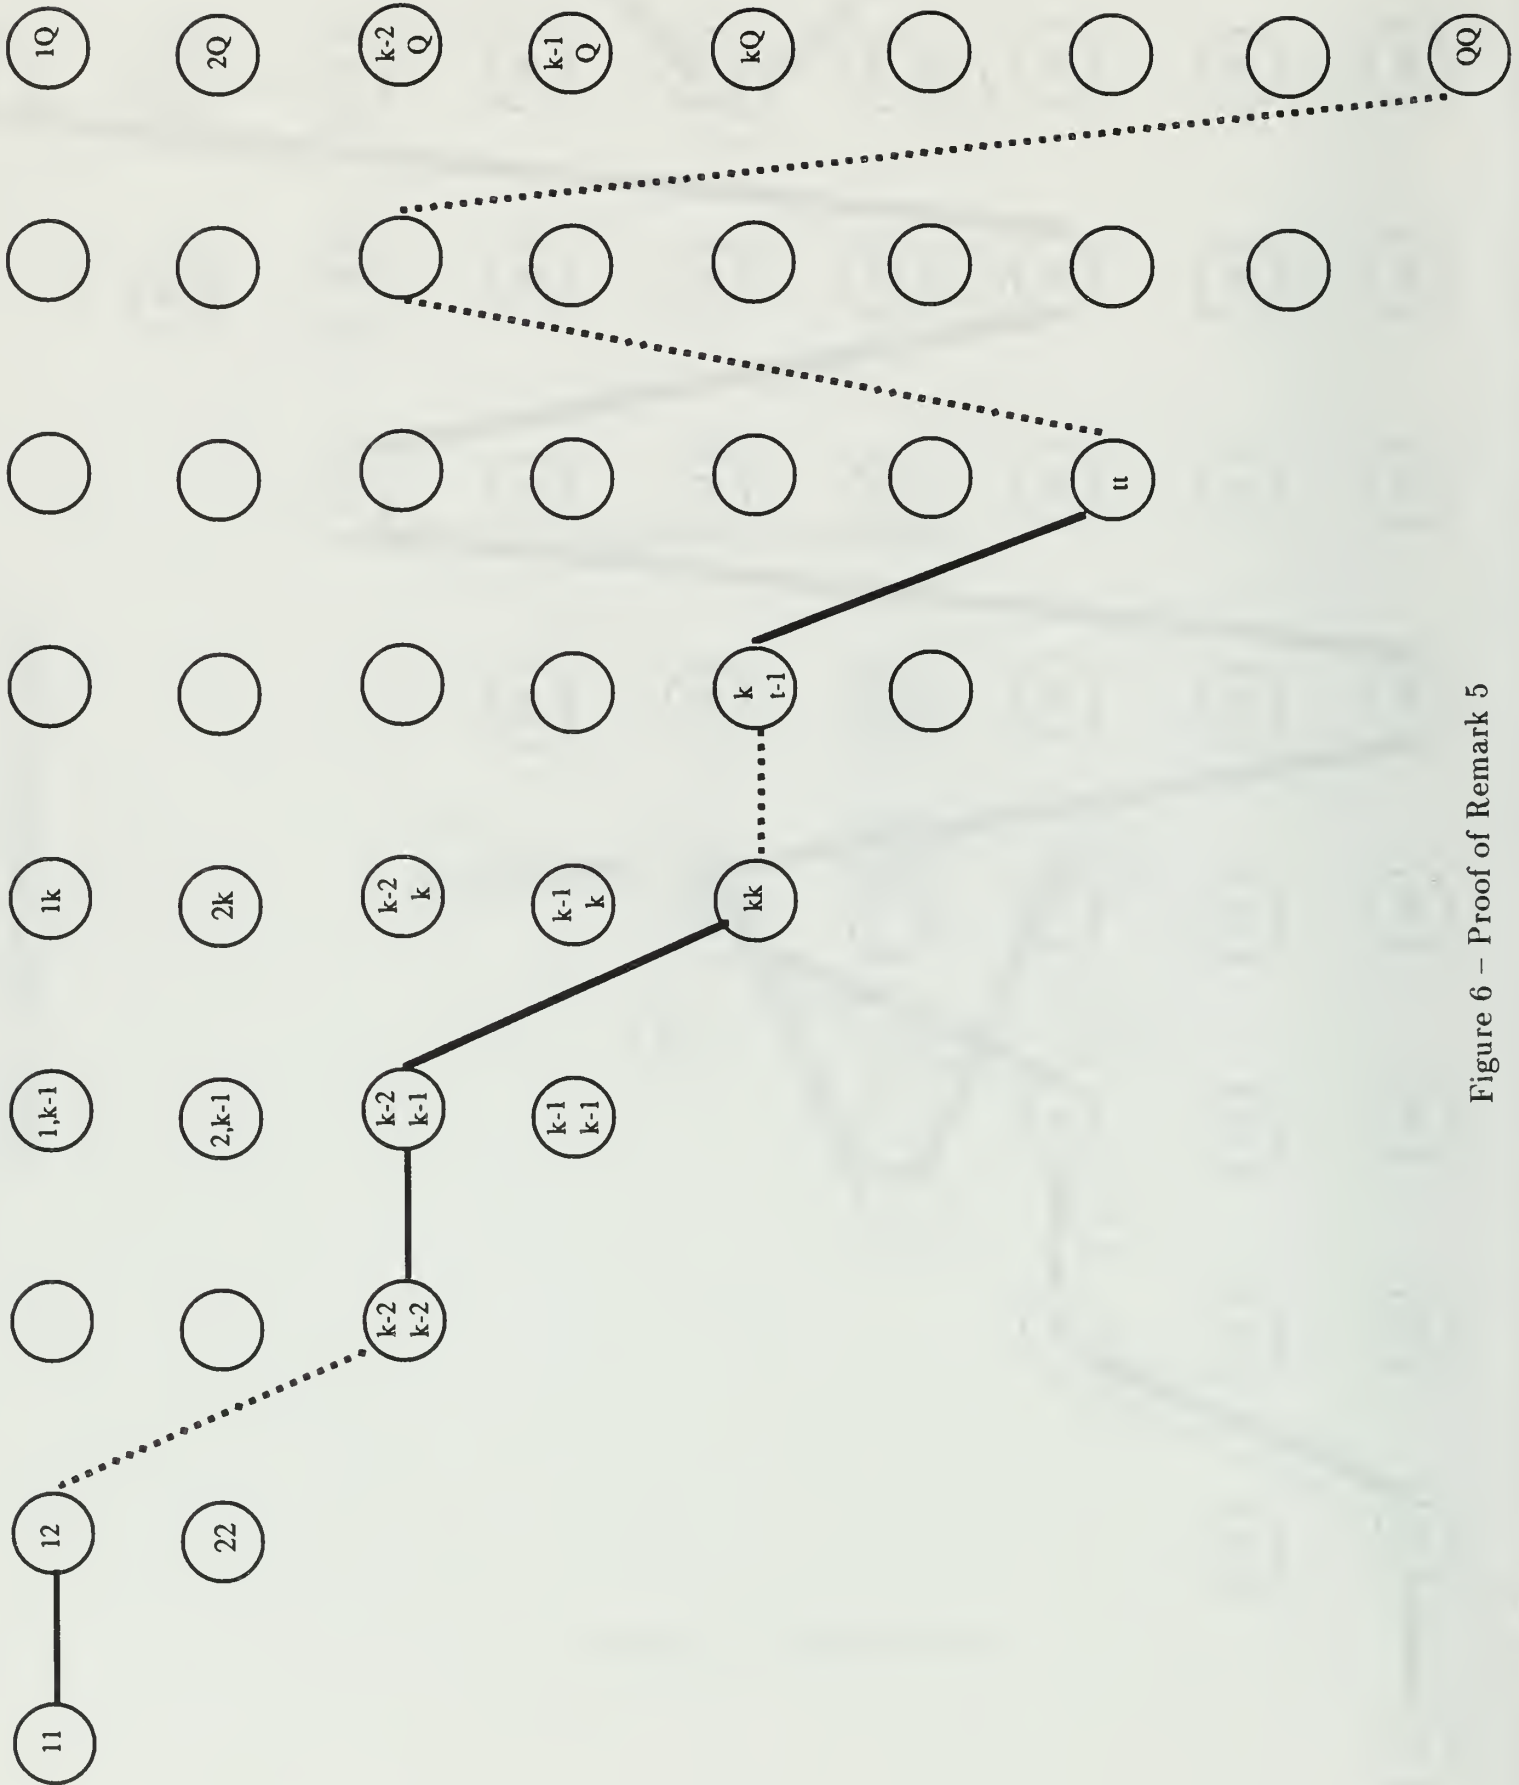 11
12
1,k-1
1k
1Q
22
2,k-1
2k
2Q
k-2
k-2
k-2
k-1
k-2
k
k-2
Q
k-1
k-1
k-1
k
k-1
Q
kk
k
t-1
kQ
tt
QQ
Figure 6 – Proof of Remark 5